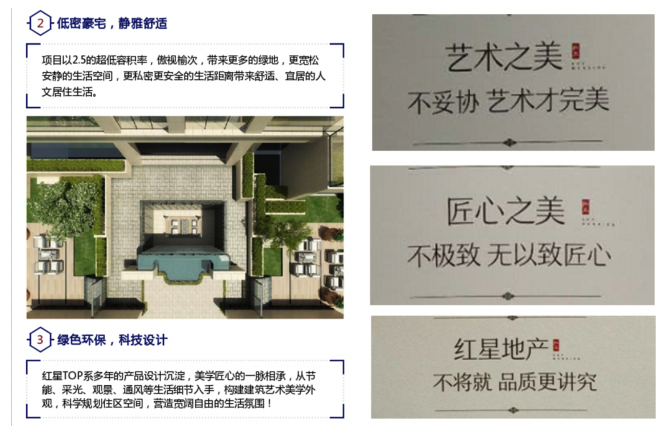 2 低密豪宅，静雅舒适
项目以2.5的超低容积率，傲视榆次，带来更多的绿地，更宽松
安静的生活空间，更私密更安全的生活距离带来舒适、宜居的人
文居住生活。
3 绿色环保，科技设计
红星TOP系多年的产品设计沉淀，美学匠心的一脉相承，从节
能、采光、观景、通风等生活细节入手，构建建筑艺术美学外
观，科学规划住区空间，营造宽阔自由的生活氛围！
艺术之美
不妥协 艺术才完美
匠心之美
不极致 无以致匠心
红星地产
不将就 品质更讲究